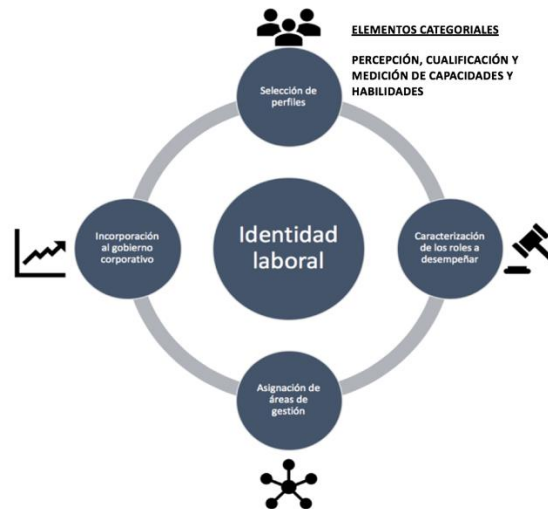 ELEMENTOS CATEGORIALES
PERCEPCIÓN, CUALIFICACIÓN Y
MEDICIÓN DE CAPACIDADES Y
HABILIDADES
Selección de
perfiles
Incorporación
al gobierno
corporativo
Identidad
laboral
Caracterización
de los roles a
desempeñar
Asignación de
áreas de
gestión